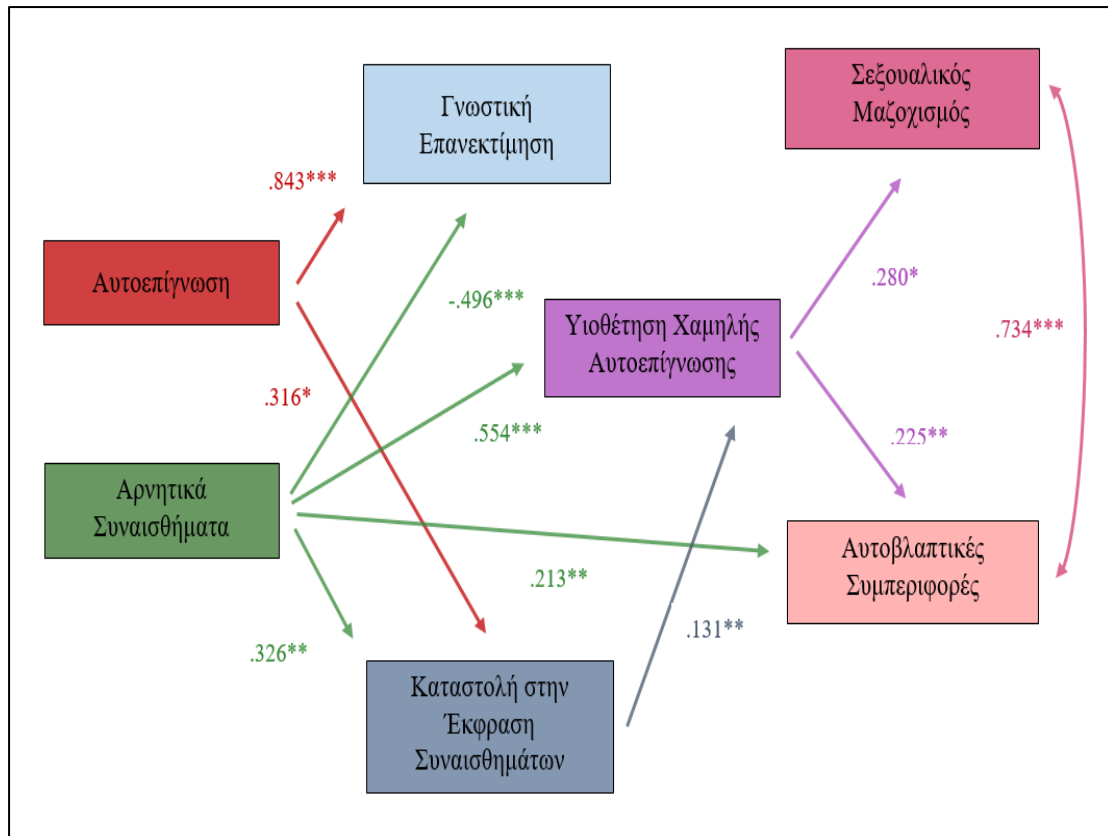 Γνωστική
Επανεκτίμηση
Σεξουαλικός
Μαζοχισμός
.843***
Αυτοεπίγνωση
-.496***
.280*
Υιοθέτηση Χαμηλής
Αυτοεπίγνωσης
.734***
.316*
.554***
.225**
Αρνητικά
Συναισθήματα
Αυτοβλαπτικές
Συμπεριφορές
.213**
.131**
.326**
Καταστολή στην
Έκφραση
Συναισθημάτων